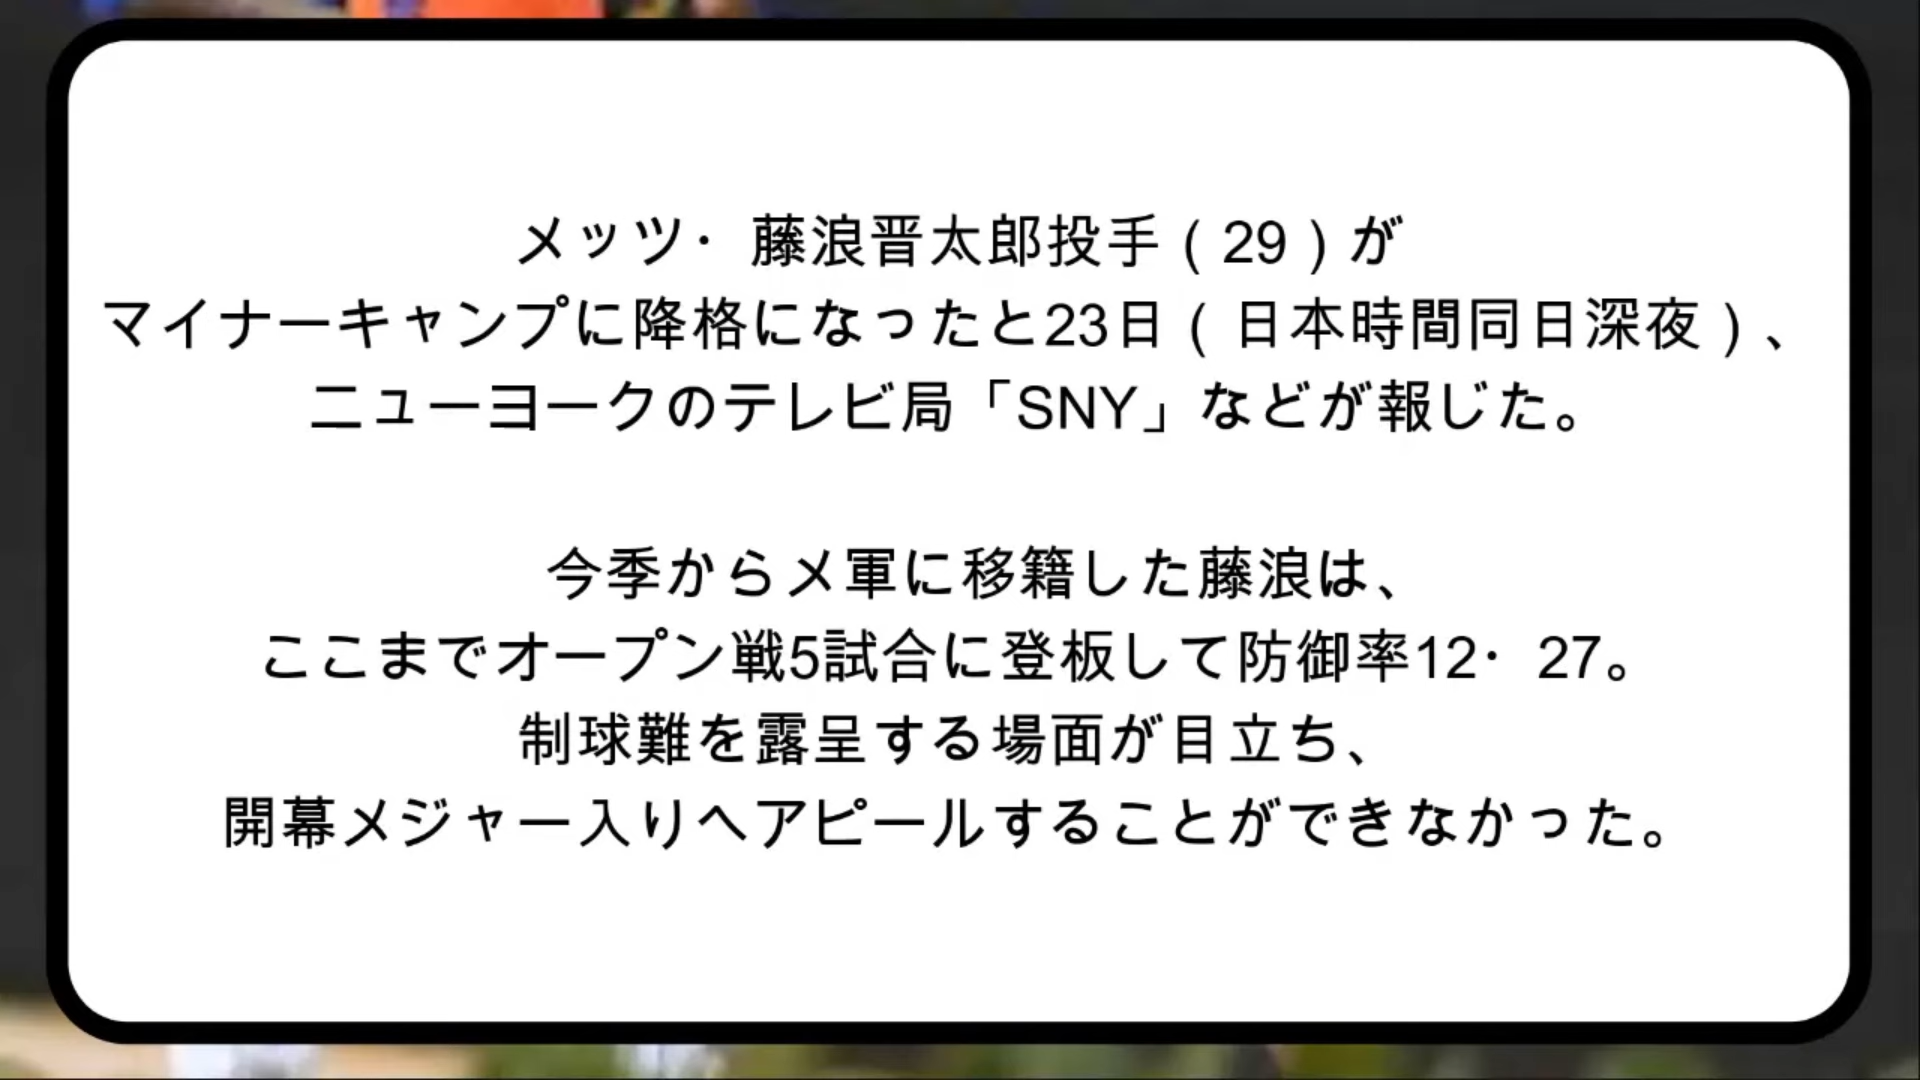 メッツ・藤浪晋太郎投手(29)が
マイナーキャンプに降格になったと23日(日本時間同日深夜)、
ニューヨークのテレビ局「SNY」などが報じた。
今季からメ軍に移籍した藤浪は、
ここまでオープン戦5試合に登板して防御率12・27。
制球難を露呈する場面が目立ち、
開幕メジャー入りへアピールすることができなかった。